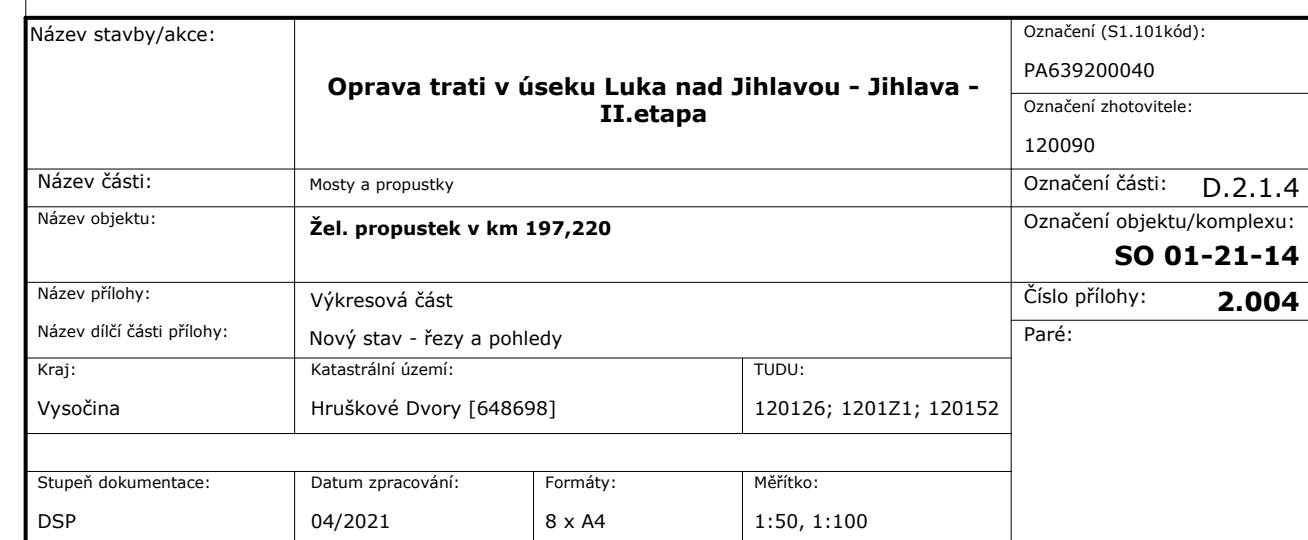 Název stavby/akce:
Oprava trati v úseku Luka nad Jihlavou - Jihlava -
II.etapa
Označení (S1.101kód):
PA639200040
Označení zhotovitele:
120090
Název části:
Mosty a propustky
Označení části: D.2.1.4
Název objektu:
Žel. propustek v km 197,220
Označení objektu/komplexu:
SO 01-21-14
Název přílohy:
Výkresová část
Číslo přílohy: 2.004
Název dílčí části přílohy:
Nový stav - řezy a pohledy
Paré:
Kraj:
Katastrální území:
TUDU:
Vysočina
Hruškové Dvory [648698]
120126; 1201Z1; 120152
Stupeň dokumentace:
Datum zpracování:
Formáty:
Měřítko:
DSP
04/2021
8 x A4
1:50, 1:100